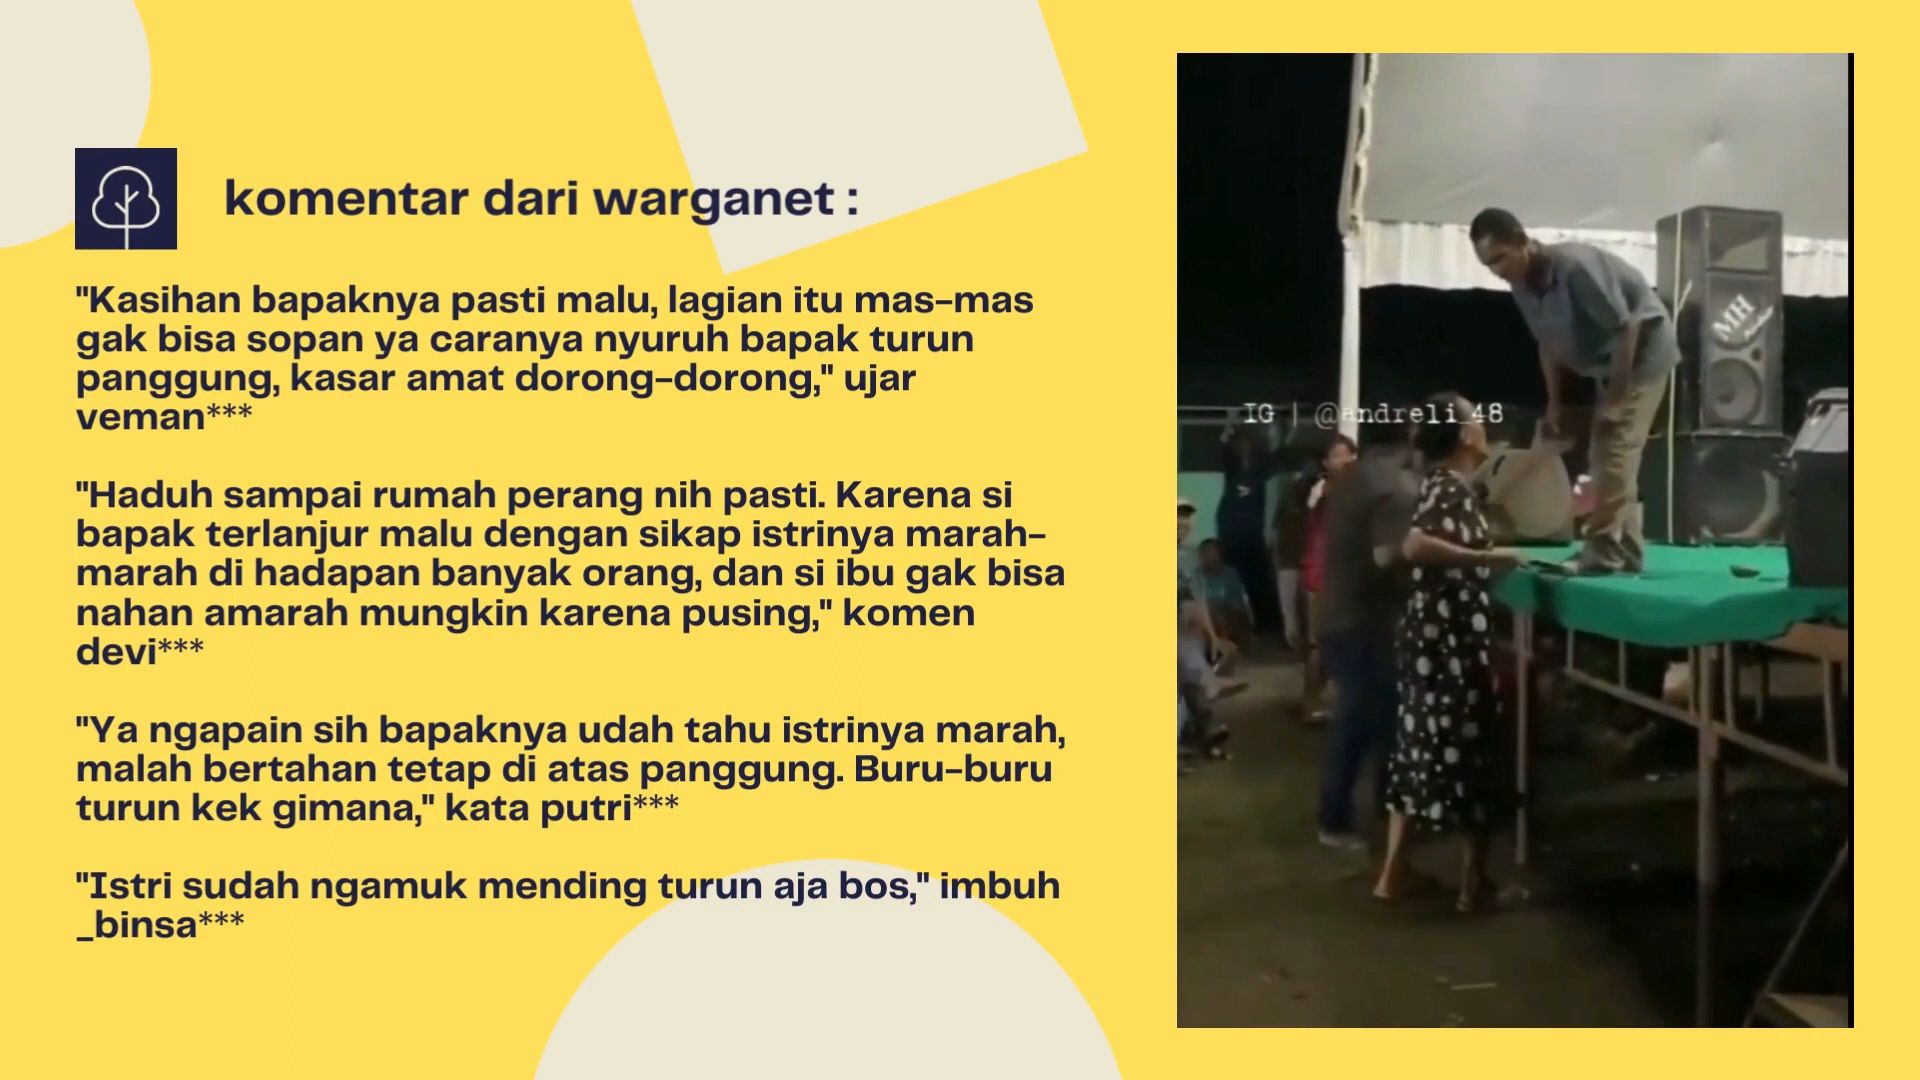 komentar dari warganet :
"Kasihan bapaknya pasti malu, lagian itu mas-mas
gak bisa sopan ya caranya nyuruh bapak turun
panggung, kasar amat dorong-dorong," ujar
veman***
"Haduh sampai rumah perang nih pasti. Karena si
bapak terlanjur malu dengan sikap istrinya marah-
marah di hadapan banyak orang, dan si ibu gak bisa
nahan amarah mungkin karena pusing," komen
devi***
"Ya ngapain sih bapaknya udah tahu istrinya marah,
malah bertahan tetap di atas panggung. Buru-buru
turun kek gimana," kata putri***
"Istri sudah ngamuk mending turun aja bos," imbuh
_binsa***
MH
IG | @andreli_48